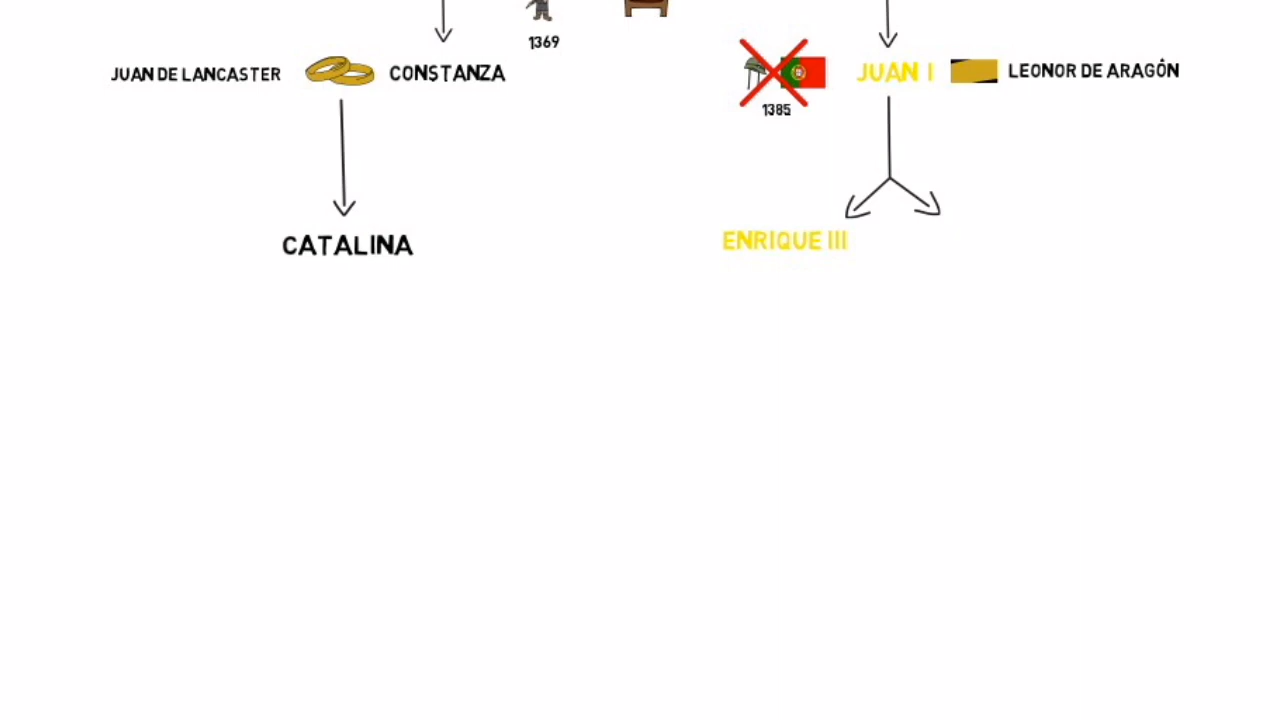 1369
JUAN DE LANCASTER
CONSTANZA
JUAN I
LEONOR DE ARAGÓN
1385
CATALINA
ENRIQUE III